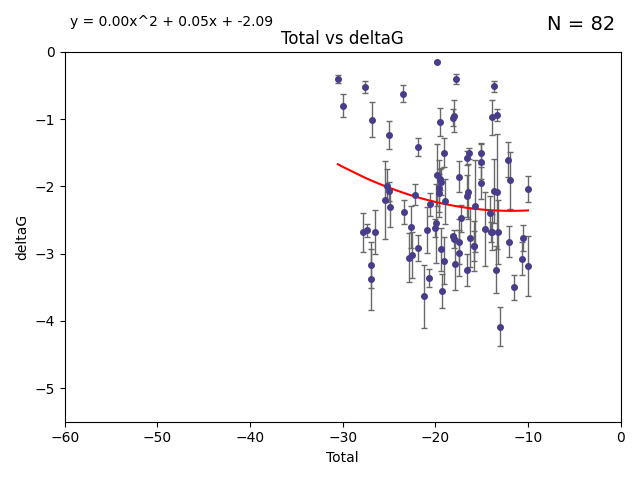 y = 0.00x^2 + 0.05x + -2.09
N = 82
Total vs deltaG
deltaG
0
−1
−2
−3
−4
−5
−60 −50 −40 −30 −20 −10 0
Total